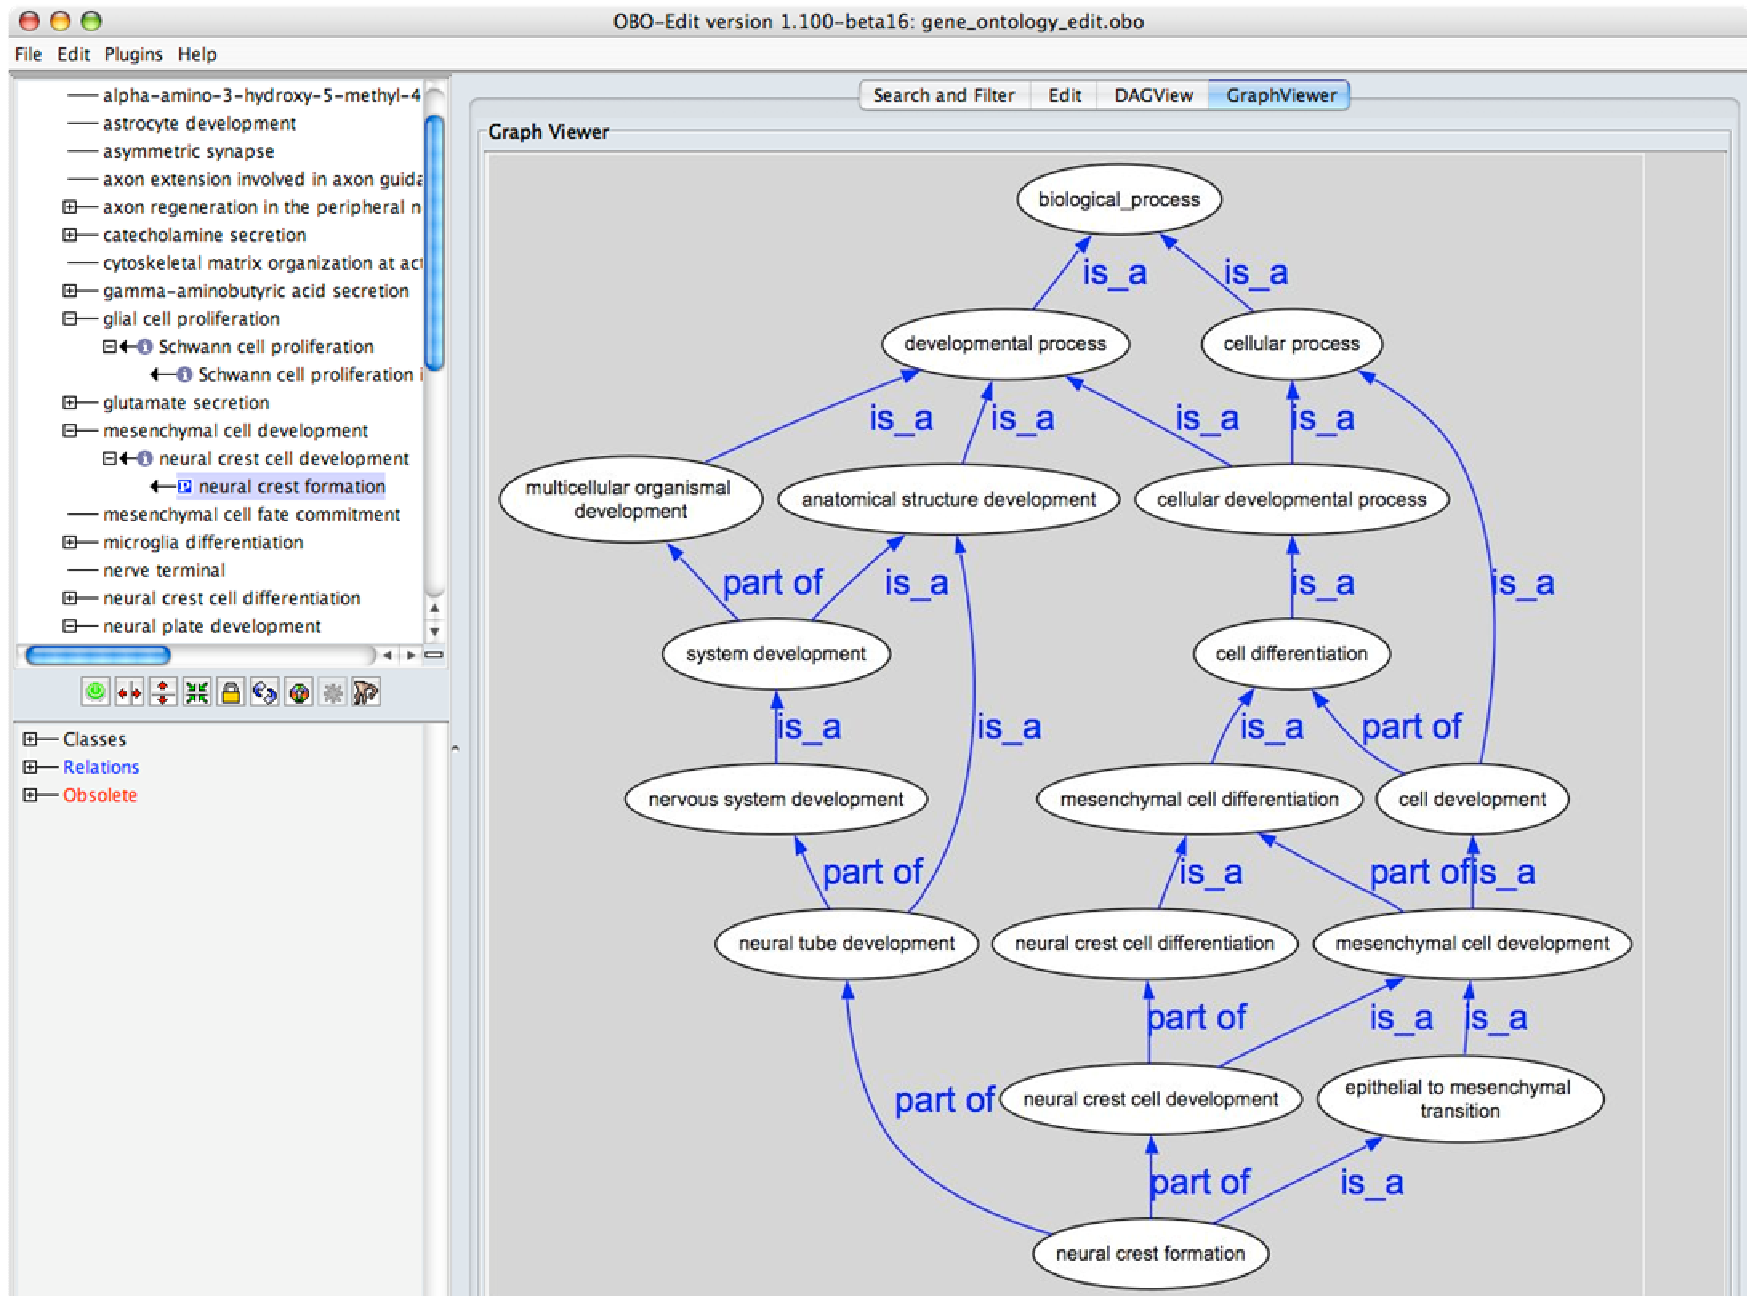 OBO-Edit version 1.100-beta16: gene_ontology_edit.obo
File Edit Plugins Help
alpha-amino-3-hydroxy-5-methyl-4
astrocyte development
asymmetric synapse
axon extension involved in axon guida
axon regeneration in the peripheral n
catecholamine secretion
cytoskeletal matrix organization at act
gamma-aminobutyric acid secretion
glial cell proliferation
Schwann cell proliferation
Schwann cell proliferation i
glutamate secretion
mesenchymal cell development
neural crest cell development
neural crest formation
mesenchymal cell fate commitment
microglia differentiation
nerve terminal
neural crest cell differentiation
neural plate development
Classes
Relations
Obsolete
Search and Filter Edit DAGView GraphViewer
Graph Viewer
biological_process
is_a is_a
developmental process cellular process
is_a is_a is_a is_a
multicellular organismal
development
anatomical structure development cellular developmental process
part of is_a is_a is_a
system development cell differentiation
is_a is_a is_a part of
nervous system development mesenchymal cell differentiation cell development
part of is_a part of is_a
neural tube development neural crest cell differentiation mesenchymal cell development
part of is_a is_a
part of neural crest cell development
epithelial to mesenchymal
transition
part of is_a
neural crest formation